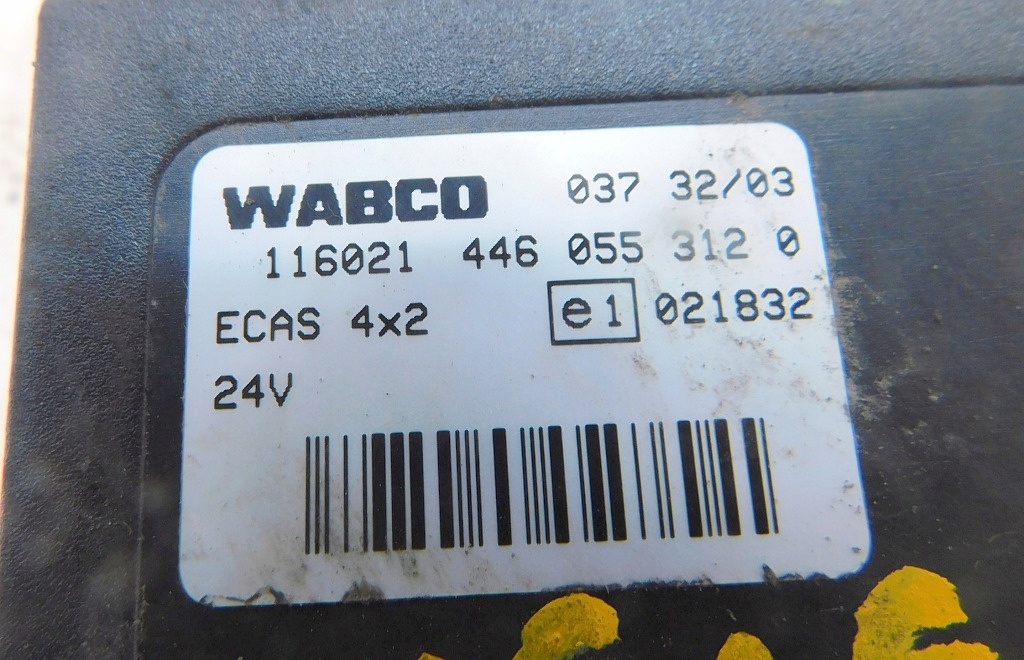 WABCO 037 32/03
116021 446 055 312 0
ECAS 4x2 e1 021832
24V